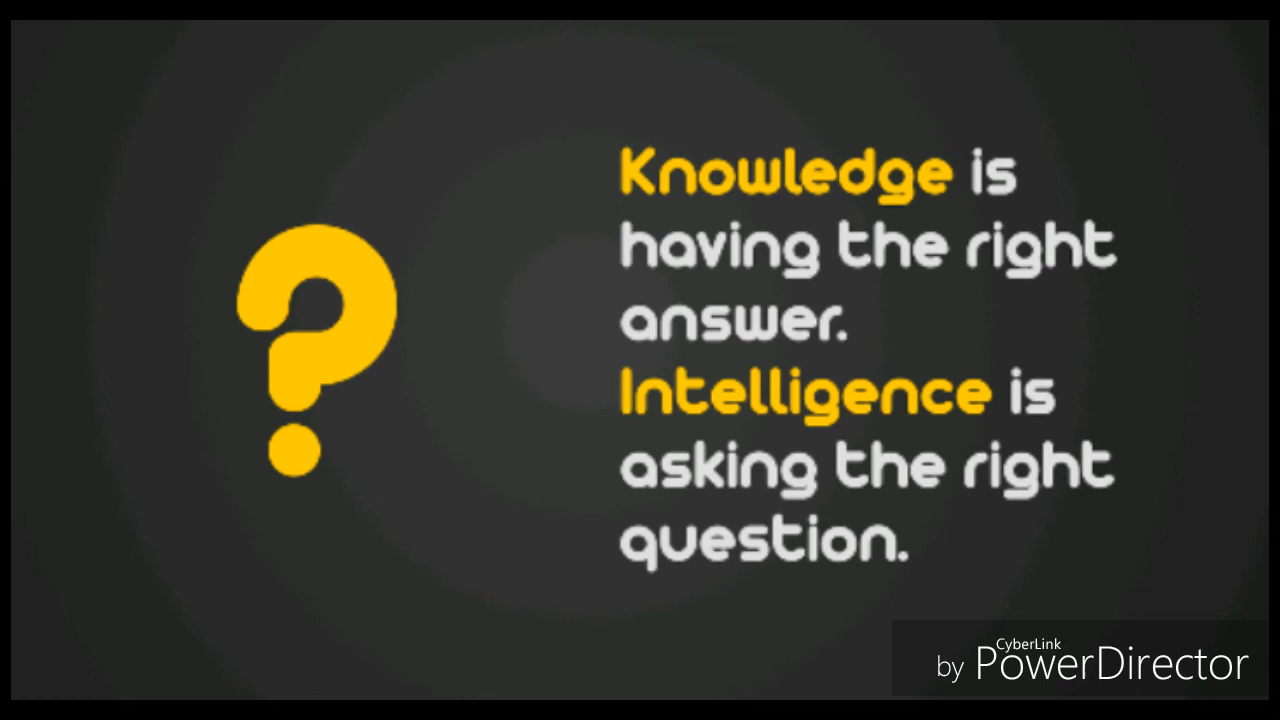 ?
Knowledge is
having the right
answer.
Intelligence is
asking the right
question.
CyberLink
by PowerDirector